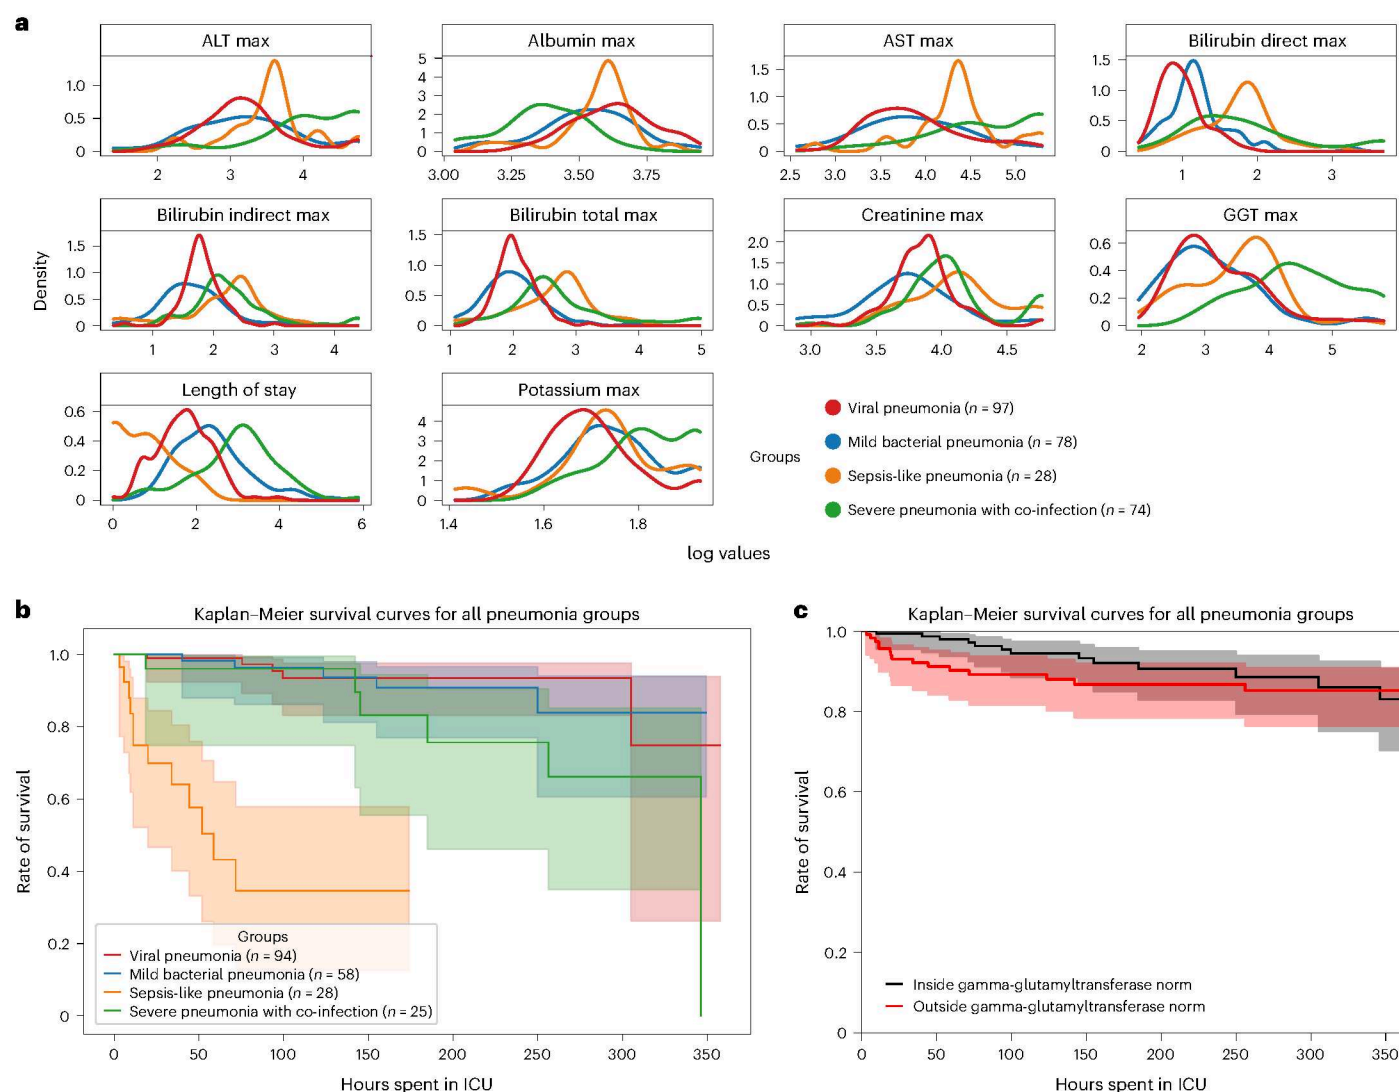 a
ALT max
Albumin max
AST max
Bilirubin direct max
1.0
0.5
0
2 3 4
5
4
3
2
1
0
3.00 3.25 3.50 3.75
1.5
1.0
0.5
0
2.5 3.0 3.5 4.0 4.5 5.0
1.5
1.0
0.5
0
1 2 3
Bilirubin indirect max
Bilirubin total max
Creatinine max
GGT max
Density
1.5
1.0
0.5
0
1 2 3 4
1.5
1.0
0.5
0
1 2 3 4 5
2.0
1.5
1.0
0.5
0
3.0 3.5 4.0 4.5
0.6
0.4
0.2
0
2 3 4 5
Length of stay
Potassium max
0.6
0.4
0.2
0
0 2 4 6
4
3
2
1
0
1.4 1.6 1.8
Groups
Viral pneumonia (n = 97)
Mild bacterial pneumonia (n = 78)
Sepsis-like pneumonia (n = 28)
Severe pneumonia with co-infection (n = 74)
log values
b
Kaplan–Meier survival curves for all pneumonia groups
Rate of survival
1.0
0.8
0.6
0.4
0.2
0
Groups
Viral pneumonia (n = 94)
Mild bacterial pneumonia (n = 58)
Sepsis-like pneumonia (n = 28)
Severe pneumonia with co-infection (n = 25)
0 50 100 150 200 250 300 350
Hours spent in ICU
c
Kaplan–Meier survival curves for all pneumonia groups
Rate of survival
1.0
0.8
0.6
0.4
0.2
0
Inside gamma-glutamyltransferase norm
Outside gamma-glutamyltransferase norm
0 50 100 150 200 250 300 350
Hours spent in ICU